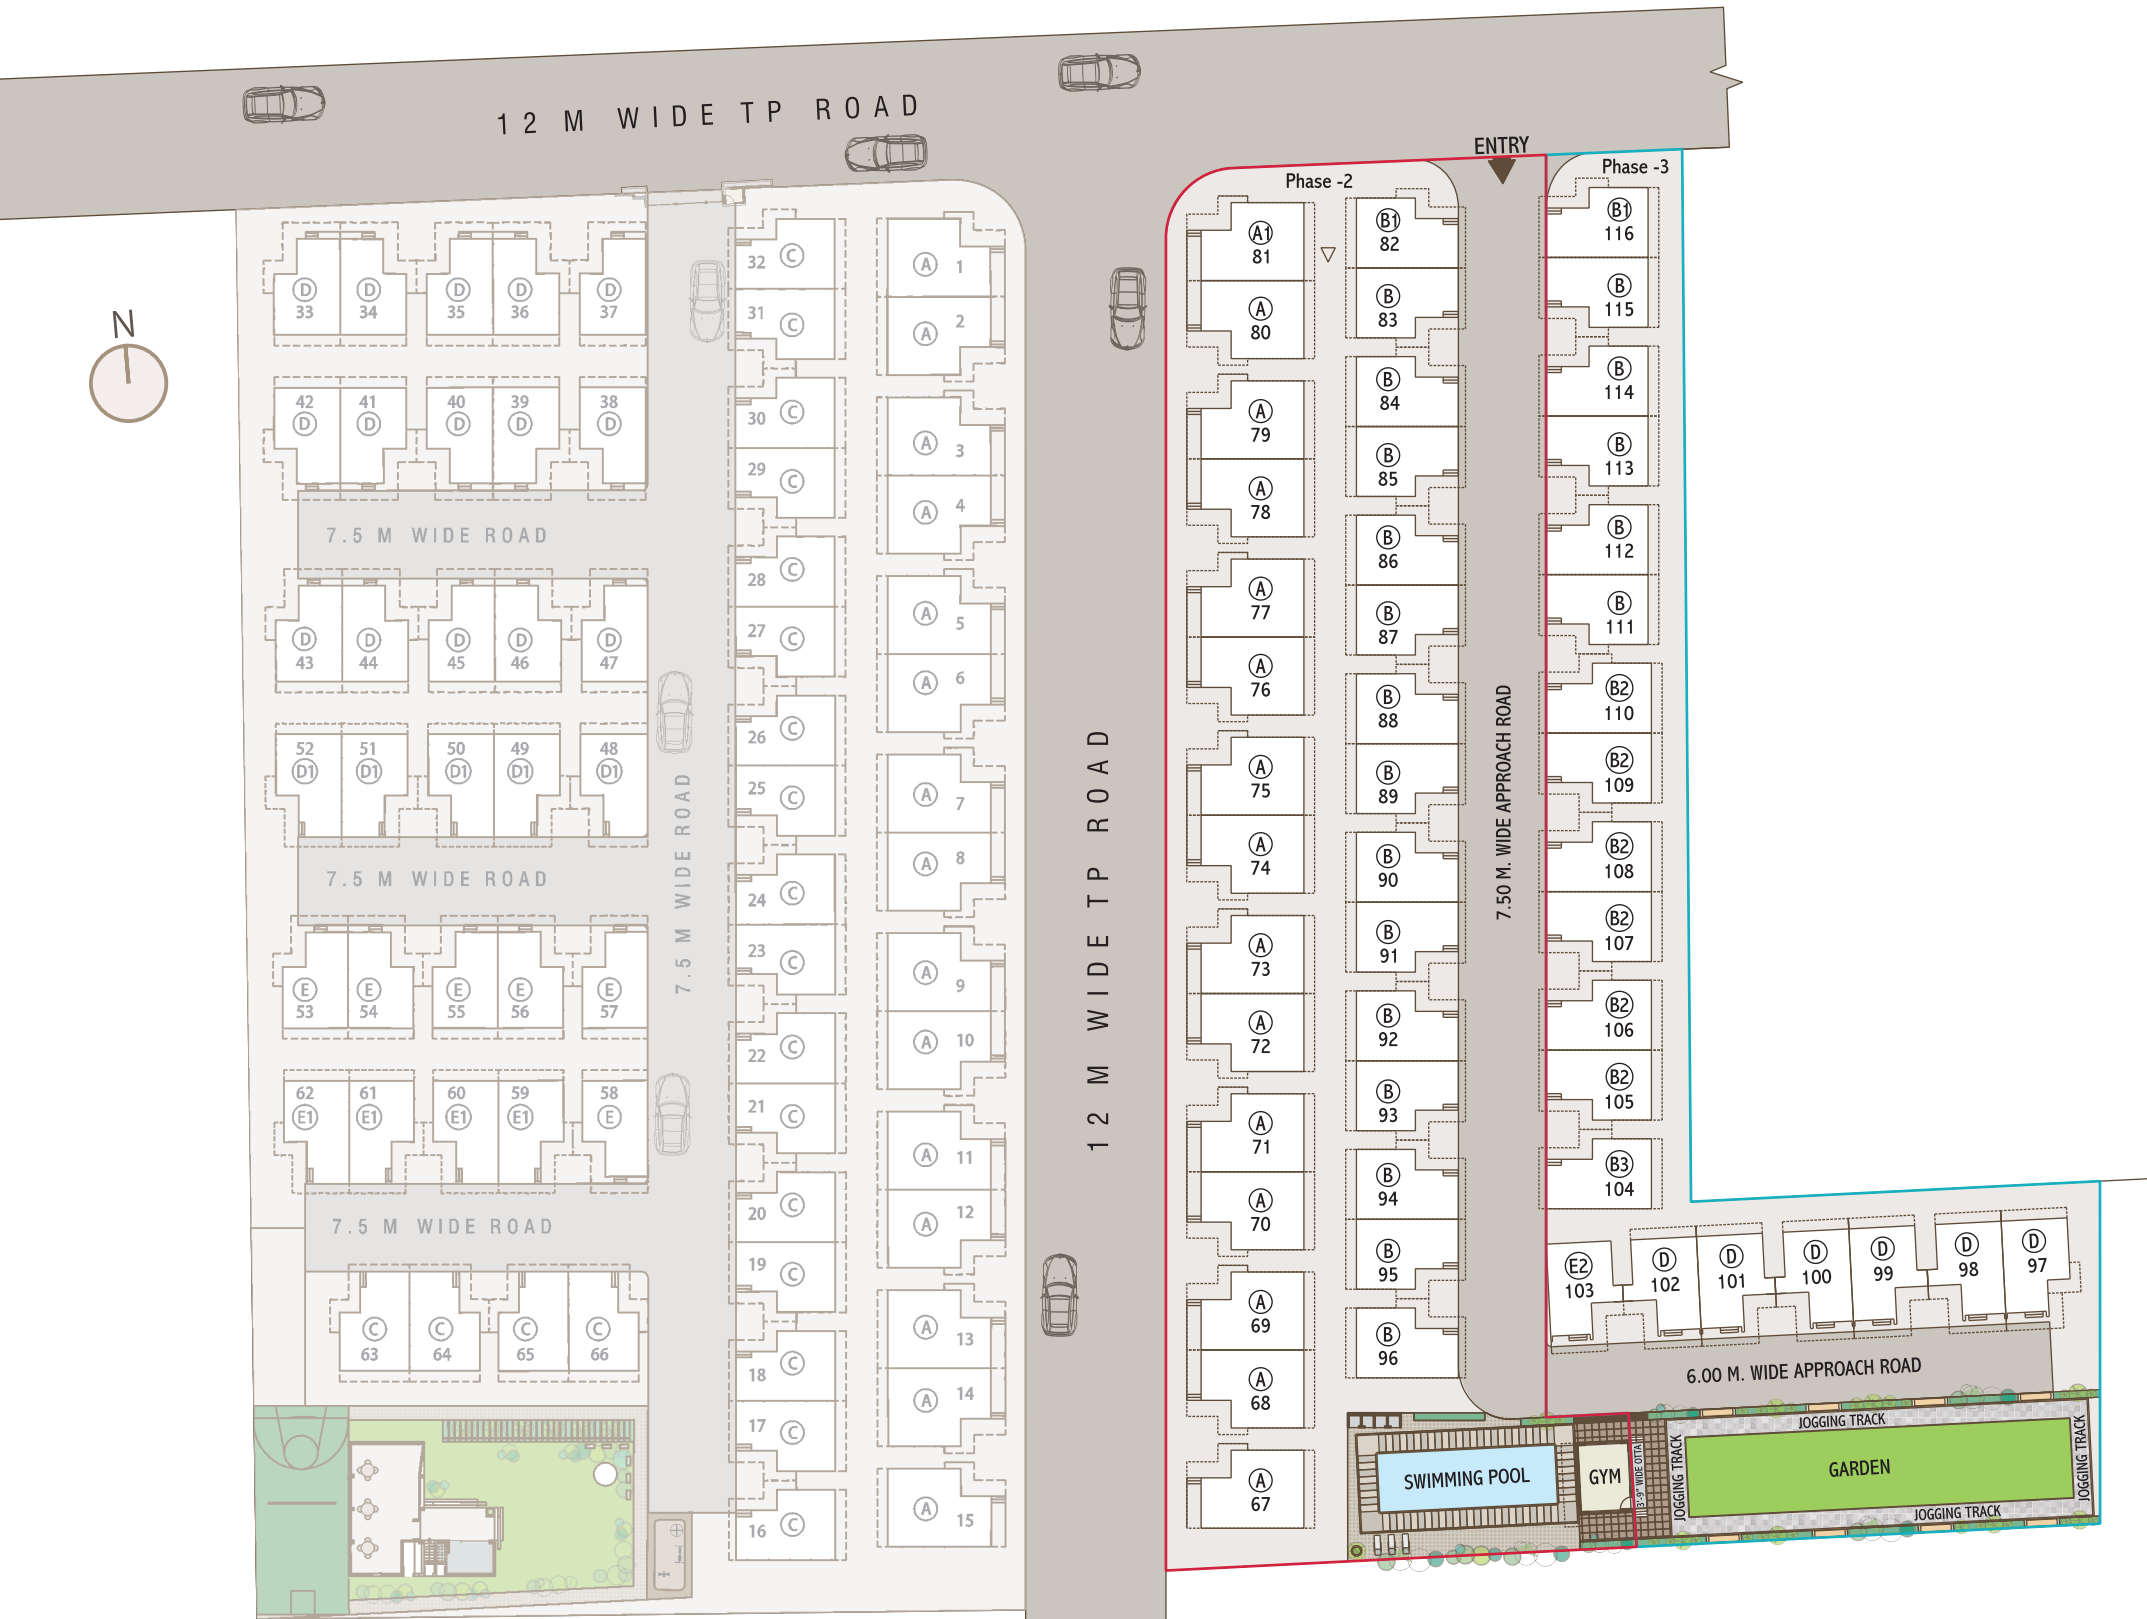 12 M WIDE TP ROAD
ENTRY
Phase -2
Phase -3
N
D
33
D
34
D
35
D
36
D
37
42
D
41
D
40
D
39
D
38
D
7.5 M WIDE ROAD
D
43
D
44
D
45
D
46
D
47
52
D1
51
D1
50
D1
49
D1
48
D1
7.5 M WIDE ROAD
E
53
E
54
E
55
E
56
E
57
62
E1
61
E1
60
E1
59
E1
58
E
7.5 M WIDE ROAD
C
63
C
64
C
65
C
66
7.5 M WIDE ROAD
32 C
31 C
30 C
29 C
28 C
27 C
26 C
25 C
24 C
23 C
22 C
21 C
20 C
19 C
18 C
17 C
16 C
A 1
A 2
A 3
A 4
A 5
A 6
A 7
A 8
A 9
A 10
A 11
A 12
A 13
A 14
A 15
12 M WIDE TP ROAD
A1
81
A
80
A
79
A
78
A
77
A
76
A
75
A
74
A
73
A
72
A
71
A
70
A
69
A
68
A
67
B1
82
B
83
B
84
B
85
B
86
B
87
B
88
B
89
B
90
B
91
B
92
B
93
B
94
B
95
B
96
7.50 M. WIDE APPROACH ROAD
B1
116
B
115
B
114
B
113
B
112
B
111
B2
110
B2
109
B2
108
B2
107
B2
106
B2
105
B3
104
E2
103
D
102
D
101
D
100
D
99
D
98
D
97
6.00 M. WIDE APPROACH ROAD
SWIMMING POOL
GYM
3'-9" WIDE OTTA
JOGGING TRACK
JOGGING TRACK
GARDEN
JOGGING TRACK
JOGGING TRACK